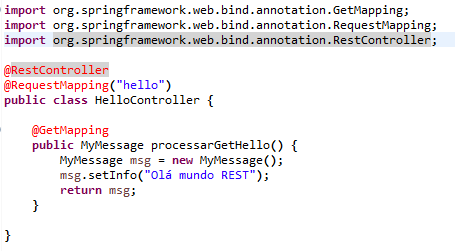 import org.springframework.web.bind.annotation.GetMapping;
import org.springframework.web.bind.annotation.RequestMapping;
import org.springframework.web.bind.annotation.RestController;

@RestController
@RequestMapping("hello")
public class HelloController {

    @GetMapping
    public MyMessage processarGetHello() {
        MyMessage msg = new MyMessage();
        msg.setInfo("Olá mundo REST");
        return msg;
    }

}